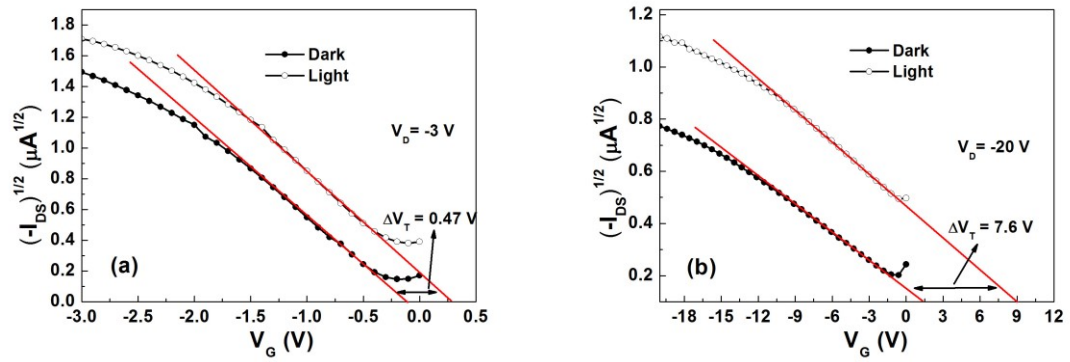 1.8
1.6
1.4
1.2
1.0
0.8
0.6
0.4
0.2
0.0
(-I_DS)^1/2 (μA^1/2)
Dark
Light
V_D = -3 V
ΔV_T = 0.47 V
(a)
-3.0 -2.5 -2.0 -1.5 -1.0 -0.5 0.0 0.5
V_G (V)
1.2
1.0
0.8
0.6
0.4
0.2
(-I_DS)^1/2 (μA^1/2)
Dark
Light
V_D = -20 V
ΔV_T = 7.6 V
(b)
-18 -15 -12 -9 -6 -3 0 3 6 9 12
V_G (V)